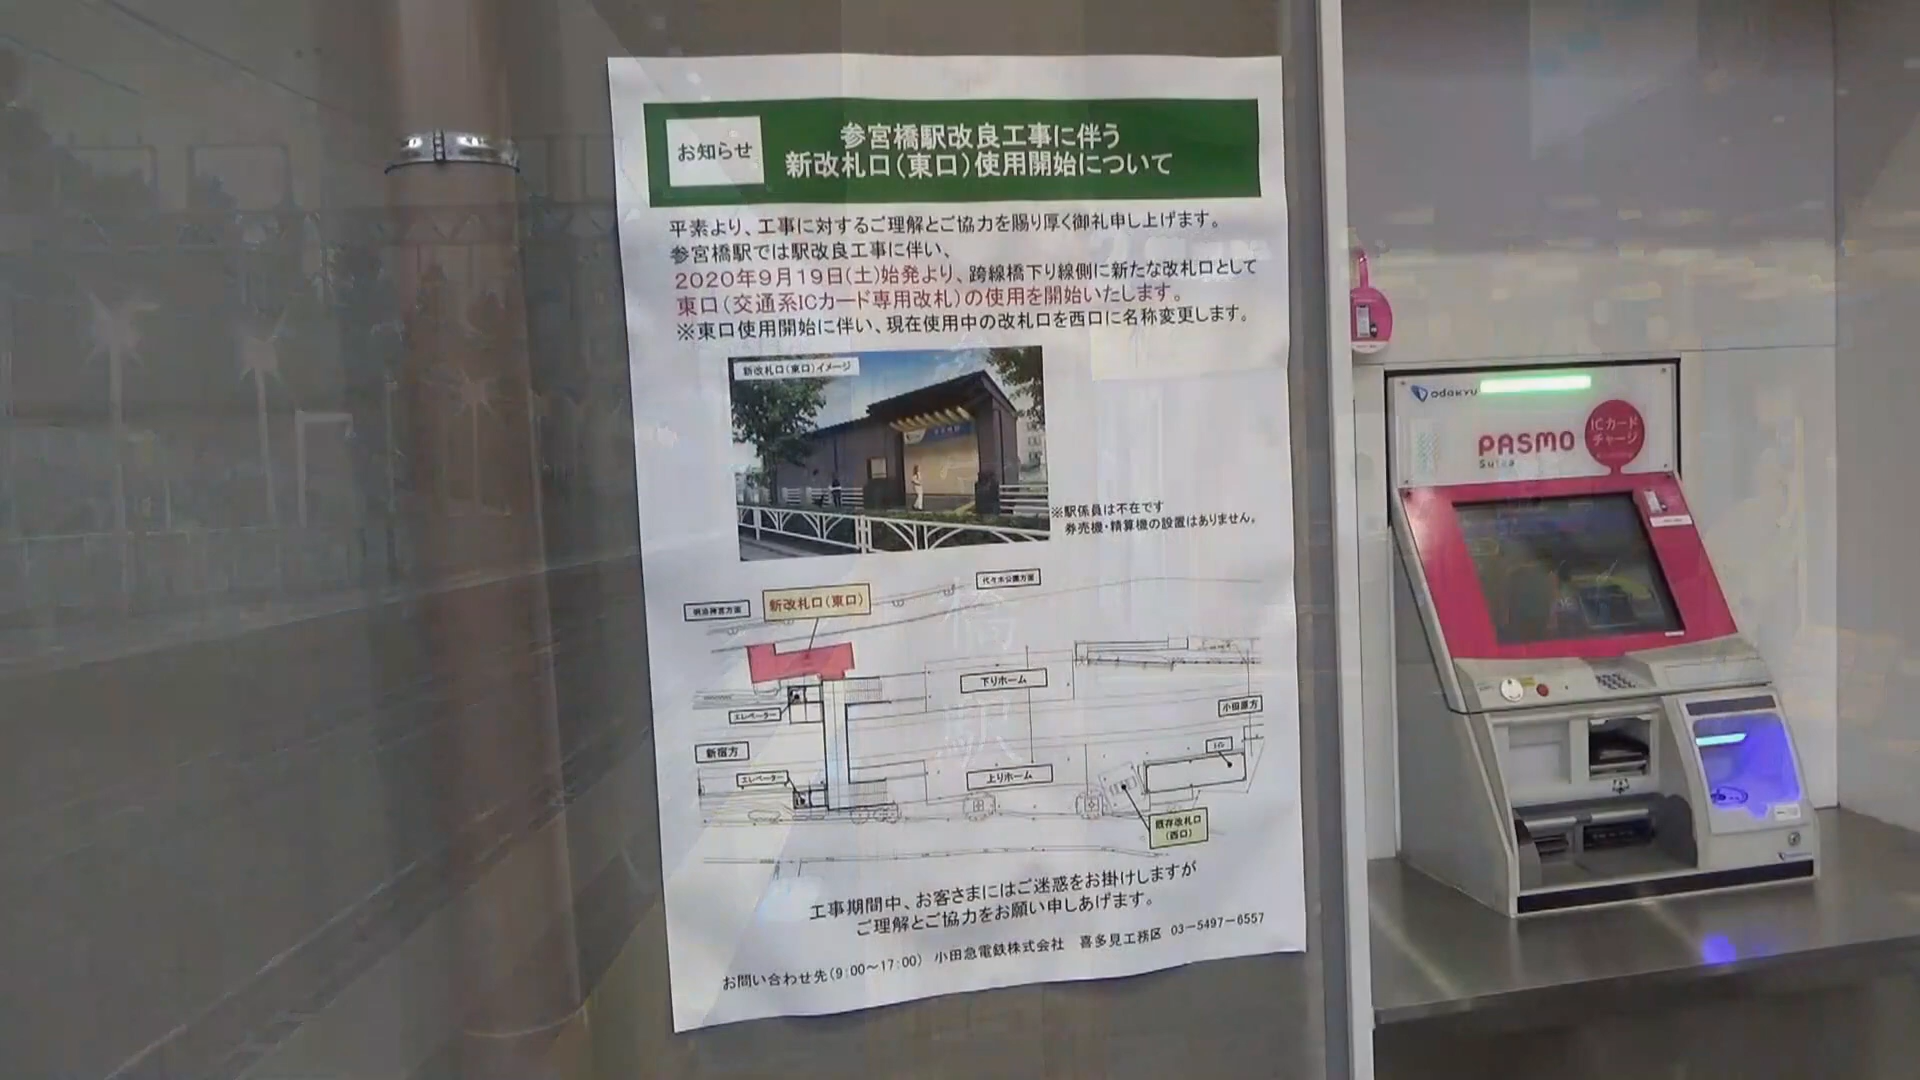 お知らせ
参宮橋駅改良工事に伴う
新改札口(東口)使用開始について
平素より、工事に対するご理解とご協力を賜り厚く御礼申し上げます。
参宮橋駅では駅改良工事に伴い、
2020年9月19日(土)始発より、跨線橋下り線側に新たな改札口として
東口(交通系ICカード専用改札)の使用を開始いたします。
※東口使用開始に伴い、現在使用中の改札口を西口に名称変更します。
新改札口(東口)イメージ
※駅係員は不在です
券売機・精算機の設置はありません。
代々木公園方面
明治神宮方面
新改札口(東口)
下りホーム
エレベーター
小田原方
新宿方
トイレ
エレベーター
上りホーム
既存改札口
(西口)
工事期間中、お客さまにはご迷惑をお掛けしますが
ご理解とご協力をお願い申しあげます。
お問い合わせ先(9:00~17:00) 小田急電鉄株式会社 喜多見工務区 03-5497-6557
橋
駅
ODAKYU
PASMO
Suica
ICカード
チャージ